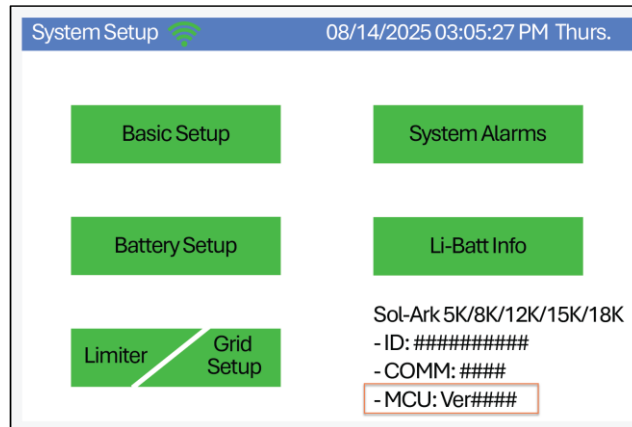 System Setup 08/14/2025 03:05:27 PM Thurs.
Basic Setup
System Alarms
Battery Setup
Li-Batt Info
Limiter
Grid
Setup
Sol-Ark 5K/8K/12K/15K/18K
- ID: ##########
- COMM: ####
- MCU: Ver####